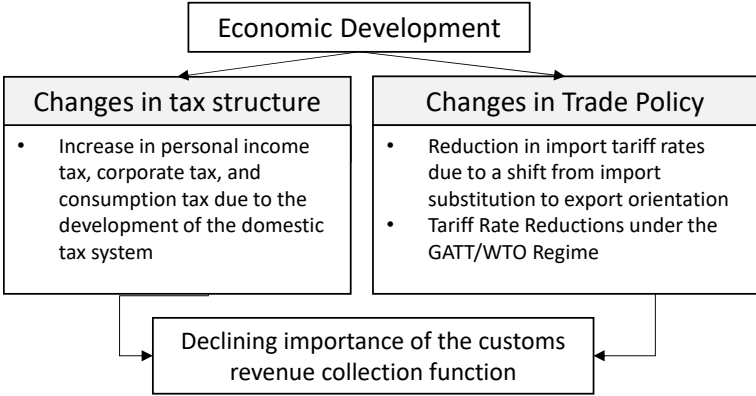 Economic Development
Changes in tax structure
• Increase in personal income
tax, corporate tax, and
consumption tax due to the
development of the domestic
tax system
Changes in Trade Policy
• Reduction in import tariff rates
due to a shift from import
substitution to export orientation
• Tariff Rate Reductions under the
GATT/WTO Regime
Declining importance of the customs
revenue collection function